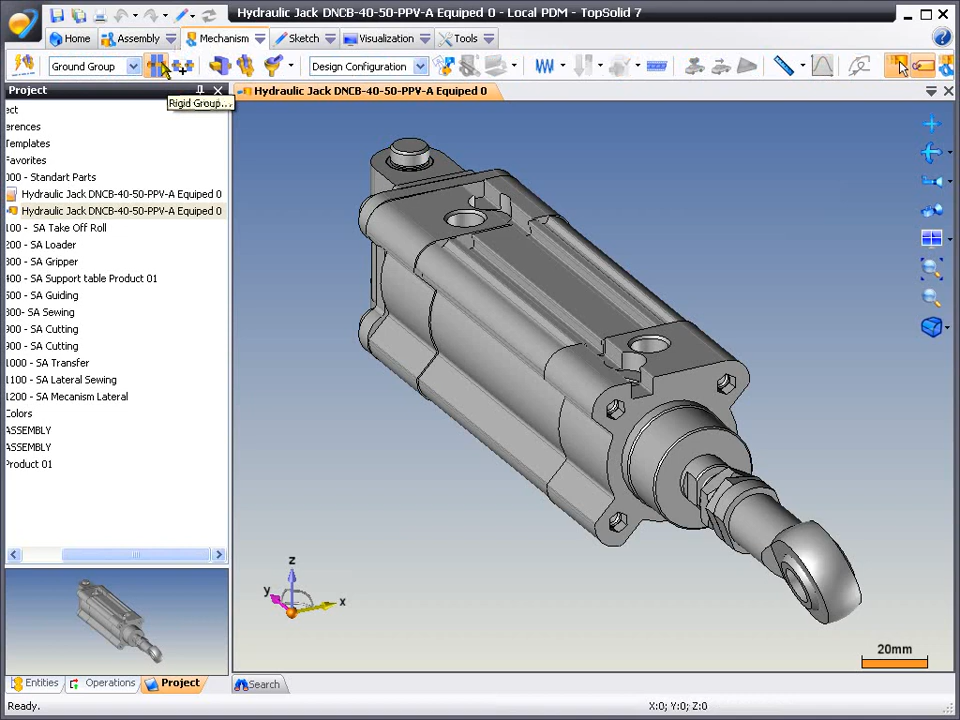 Hydraulic Jack DNCB-40-50-PPV-A Equiped 0 - Local PDM - TopSolid 7
Home
Assembly
Mechanism
Sketch
Visualization
Tools
Ground Group
Design Configuration
Project
Rigid Group...
Hydraulic Jack DNCB-40-50-PPV-A Equiped 0
ect
erences
Templates
Favorites
000 - Standart Parts
Hydraulic Jack DNCB-40-50-PPV-A Equiped 0
Hydraulic Jack DNCB-40-50-PPV-A Equiped 0
100 - SA Take Off Roll
200 - SA Loader
300 - SA Gripper
400 - SA Support table Product 01
500 - SA Guiding
800- SA Sewing
900 - SA Cutting
900 - SA Cutting
1000 - SA Transfer
1100 - SA Lateral Sewing
1200 - SA Mecanism Lateral
Colors
ASSEMBLY
ASSEMBLY
Product 01
z
y
x
20mm
Entities
Operations
Project
Search
Ready.
X:0; Y:0; Z:0